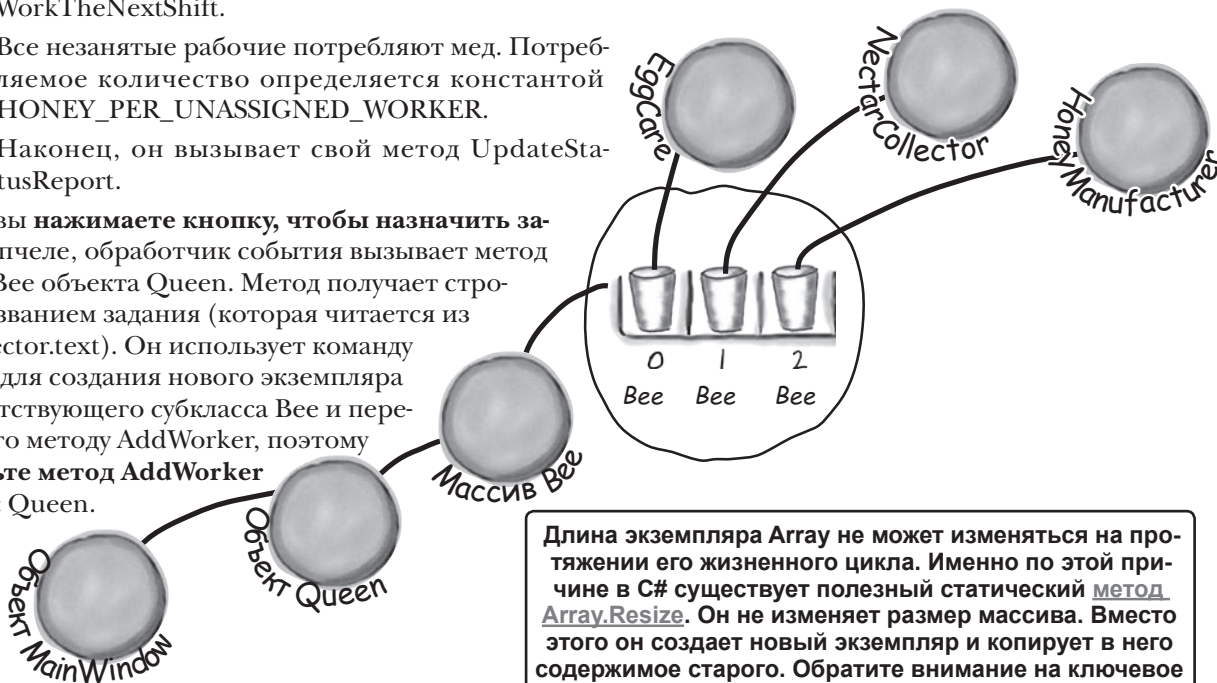 WorkTheNextShift.
Все незанятые рабочие потребляют мед. Потреб-
ляемое количество определяется константой
HONEY_PER_UNASSIGNED_WORKER.
Наконец, он вызывает свой метод UpdateSta-
tusReport.
вы нажимаете кнопку, чтобы назначить за-
пчеле, обработчик события вызывает метод
Bee объекта Queen. Метод получает стро-
званием задания (которая читается из
ector.text). Он использует команду
для создания нового экземпляра
тствующего субкласса Bee и пере-
го методу AddWorker, поэтому
ьте метод AddWorker
Queen.
EggCare
NectarCollector
HoneyManufacturer
0 1 2
Bee Bee Bee
Массив Bee
Объект Queen
Объект MainWindow
Длина экземпляра Array не может изменяться на про-
тяжении его жизненного цикла. Именно по этой при-
чине в C# существует полезный статический метод
Array.Resize. Он не изменяет размер массива. Вместо
этого он создает новый экземпляр и копирует в него
содержимое старого. Обратите внимание на ключевое